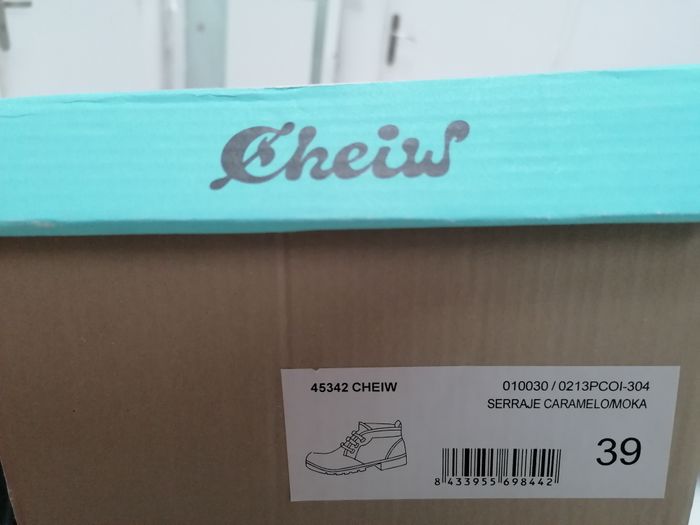 Cheiw
45342 CHEIW
010030 / 0213PCOI-304
SERRAJE CARAMELO/MOKA
39
8 433955 698442